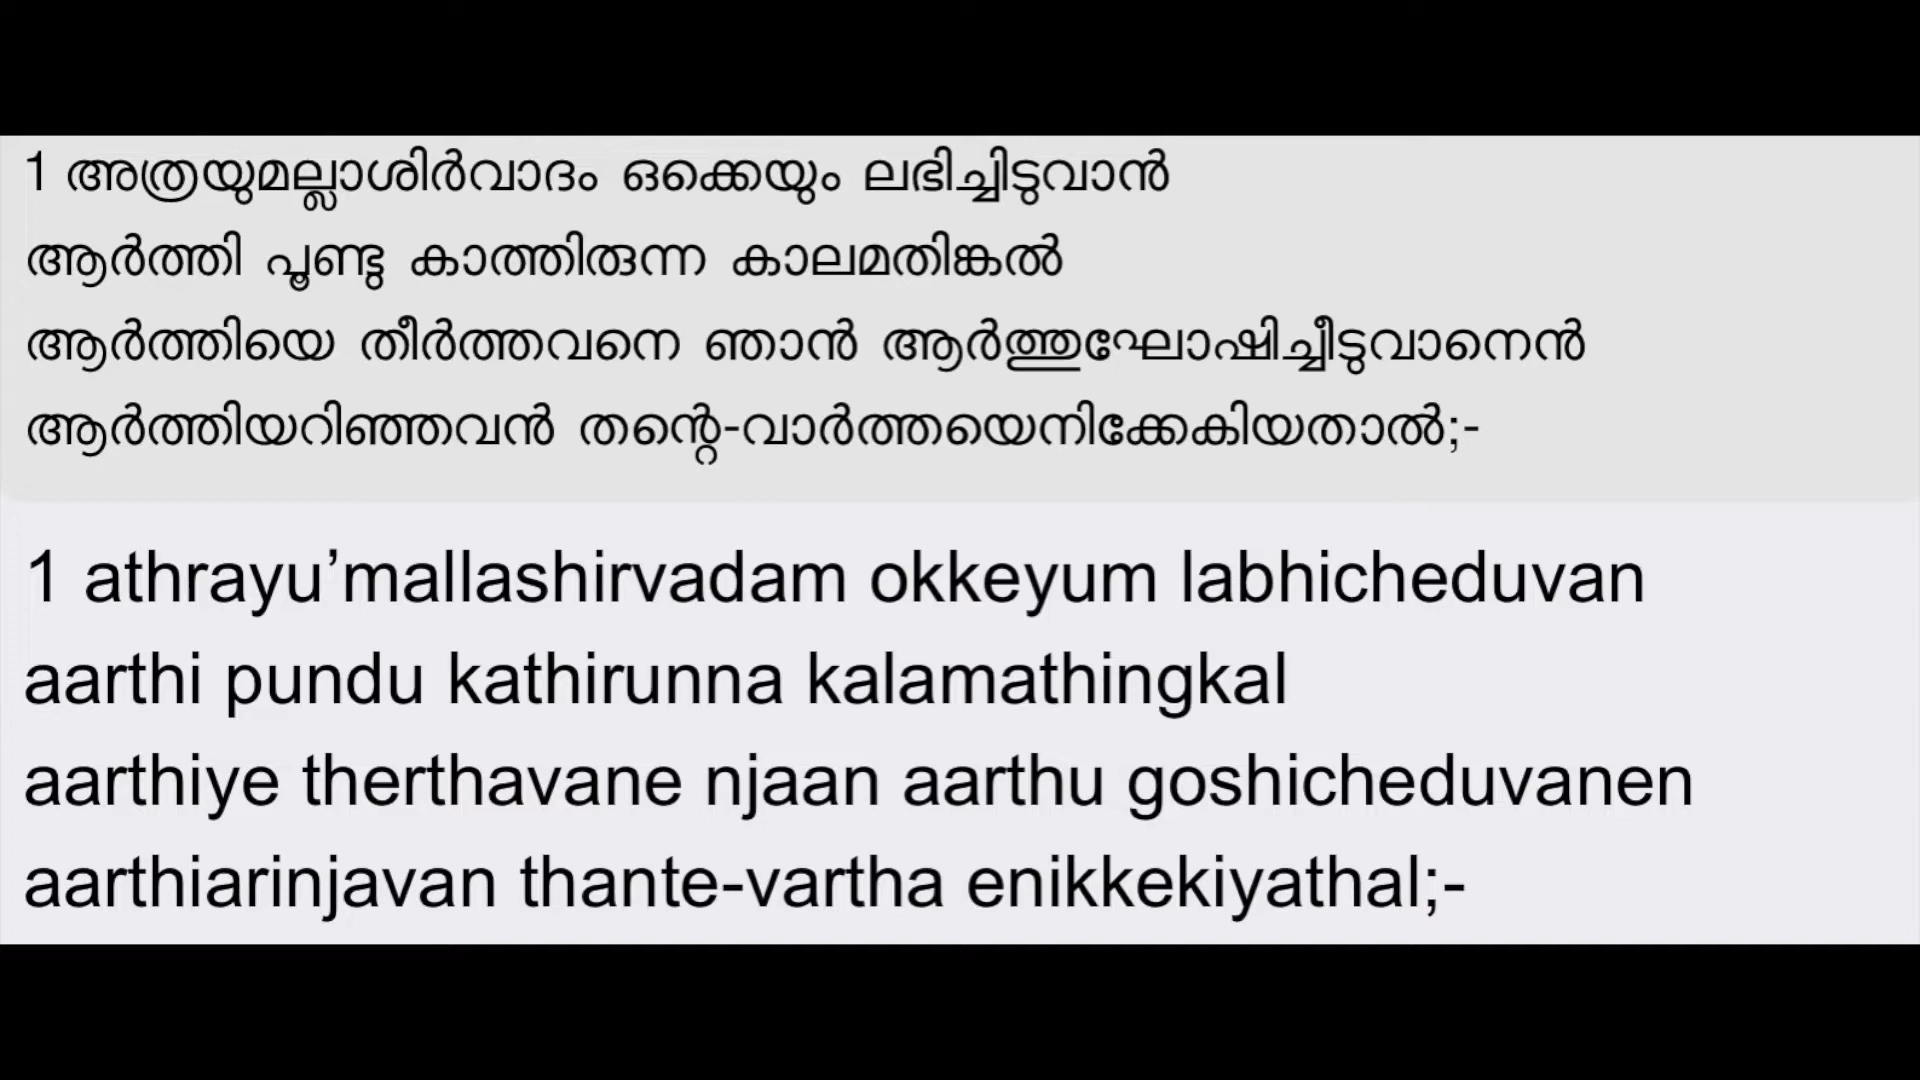 1 അത്രയുമല്ലാശിർവാദം ഒക്കെയും ലഭിച്ചിടുവാൻ
ആർത്തി പൂണ്ടു കാത്തിരുന്ന കാലമതിങ്കൽ
ആർത്തിയെ തീർത്തവനെ ഞാൻ ആർത്തുഘോഷിച്ചീടുവാനെൻ
ആർത്തിയറിഞ്ഞവൻ തന്റെ-വാർത്തയെനിക്കേകിയതാൽ;-
1 athrayu’mallashirvadam okkeyum labhicheduvan
aarthi pundu kathirunna kalamathingkal
aarthiye therthavane njaan aarthu goshicheduvanen
aarthiarinjavan thante-vartha enikkekiyathal;-